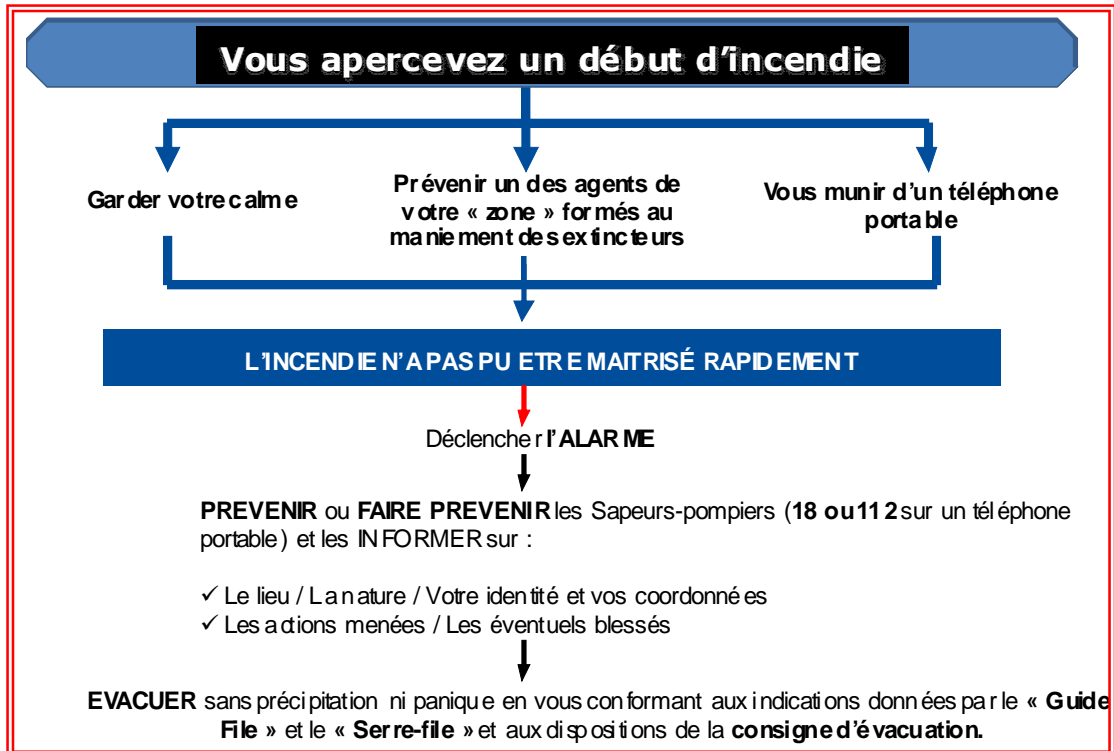 Vous apercevez un début d'incendie
Garder votre calme
Prévenir un des agents de
votre « zone » formés au
maniement des extincteurs
Vous munir d'un téléphone
portable
L'INCENDIE N'A PAS PU ETRE MAITRISÉ RAPIDEMENT
Déclencher l'ALARME
PREVENIR ou FAIRE PREVENIR les Sapeurs-pompiers (18 ou 112 sur un téléphone
portable) et les INFORMER sur :
✓ Le lieu / La nature / Votre identité et vos coordonnées
✓ Les actions menées / Les éventuels blessés
EVACUER sans précipitation ni panique en vous conformant aux indications données par le « Guide
File » et le « Serre-file » et aux dispositions de la consigne d'évacuation.